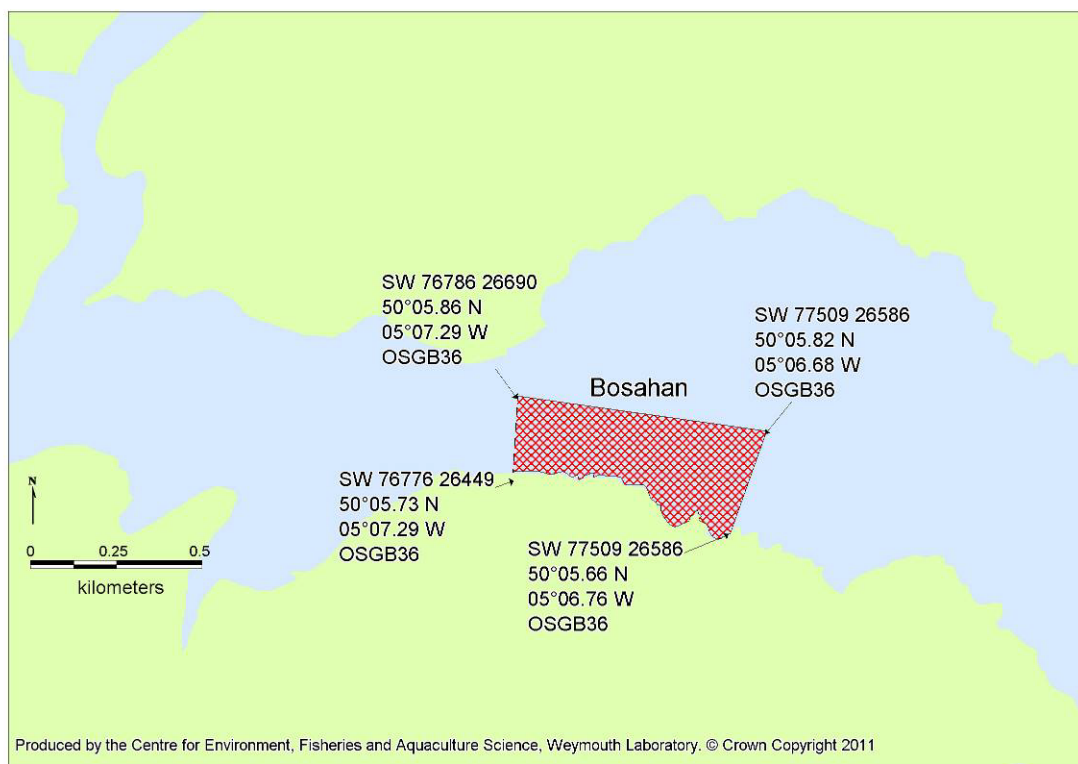 SW 76786 26690
50°05.86 N
05°07.29 W
OSGB36
SW 77509 26586
50°05.82 N
05°06.68 W
OSGB36
Bosahan
SW 76776 26449
50°05.73 N
05°07.29 W
OSGB36
N
0 0.25 0.5
kilometers
SW 77509 26586
50°05.66 N
05°06.76 W
OSGB36
Produced by the Centre for Environment, Fisheries and Aquaculture Science, Weymouth Laboratory. © Crown Copyright 2011